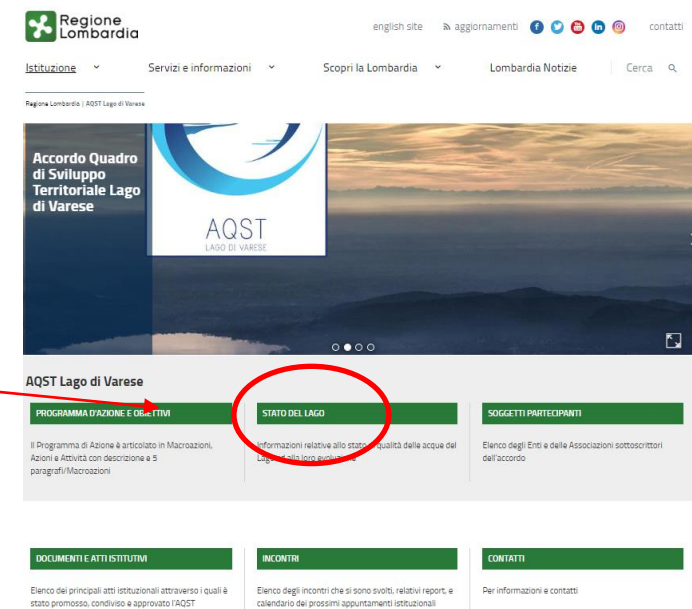 Regione
Lombardia
english site aggiornamenti contatti
Istituzione Servizi e informazioni Scopri la Lombardia Lombardia Notizie Cerca
Regione Lombardia | AQST Lago di Varese
Accordo Quadro
di Sviluppo
Territoriale Lago
di Varese
AQST
LAGO DI VARESE
AQST Lago di Varese
PROGRAMMA D'AZIONE E OBIETTIVI
Il Programma di Azione è articolato in Macroazioni,
Azioni e Attività con descrizione e 5
paragrafi/Macroazioni
STATO DEL LAGO
Informazioni relative allo stato di qualità delle acque del
Lago ed alla loro evoluzione
SOGGETTI PARTECIPANTI
Elenco degli Enti e delle Associazioni sottoscrittori
dell'accordo
DOCUMENTI E ATTI ISTITUTIVI
Elenco dei principali atti istituzionali attraverso i quali è
stato promosso, condiviso e approvato l'AQST
INCONTRI
Elenco degli incontri che si sono svolti, relativi report, e
calendario dei prossimi appuntamenti istituzionali
CONTATTI
Per informazioni e contatti